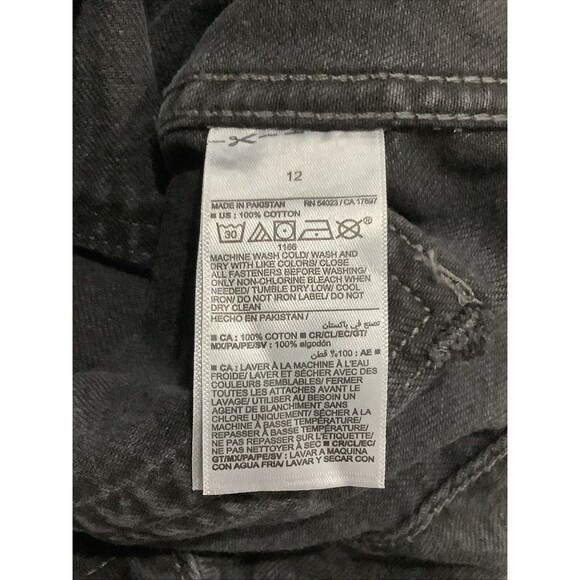 12
MADE IN PAKISTAN RN 54023 / CA 17897
■ US : 100% COTTON
30
1166
MACHINE WASH COLD/ WASH AND
DRY WITH LIKE COLORS/ CLOSE
ALL FASTENERS BEFORE WASHING/
ONLY NON-CHLORINE BLEACH WHEN
NEEDED/ TUMBLE DRY LOW/ COOL
IRON/ DO NOT IRON LABEL/ DO NOT
DRY CLEAN
HECHO EN PAKISTAN / صنع في باكستان
■ CA : 100% COTON ■ CR/CL/EC/GT/
MX/PA/PE/SV : 100% algodón
■ AE : 100٪ قطن
■ CA : LAVER À LA MACHINE À L'EAU
FROIDE/ LAVER ET SÉCHER AVEC DES
COULEURS SEMBLABLES/ FERMER
TOUTES LES ATTACHES AVANT LE
LAVAGE/ UTILISER AU BESOIN UN
AGENT DE BLANCHIMENT SANS
CHLORE UNIQUEMENT/ SÉCHER À LA
MACHINE À BASSE TEMPÉRATURE/
REPASSER À BASSE TEMPÉRATURE/
NE PAS REPASSER SUR L'ÉTIQUETTE/
NE PAS NETTOYER À SEC ■ CR/CL/EC/
GT/MX/PA/PE/SV : LAVAR A MAQUINA
CON AGUA FRIA/ LAVAR Y SECAR CON